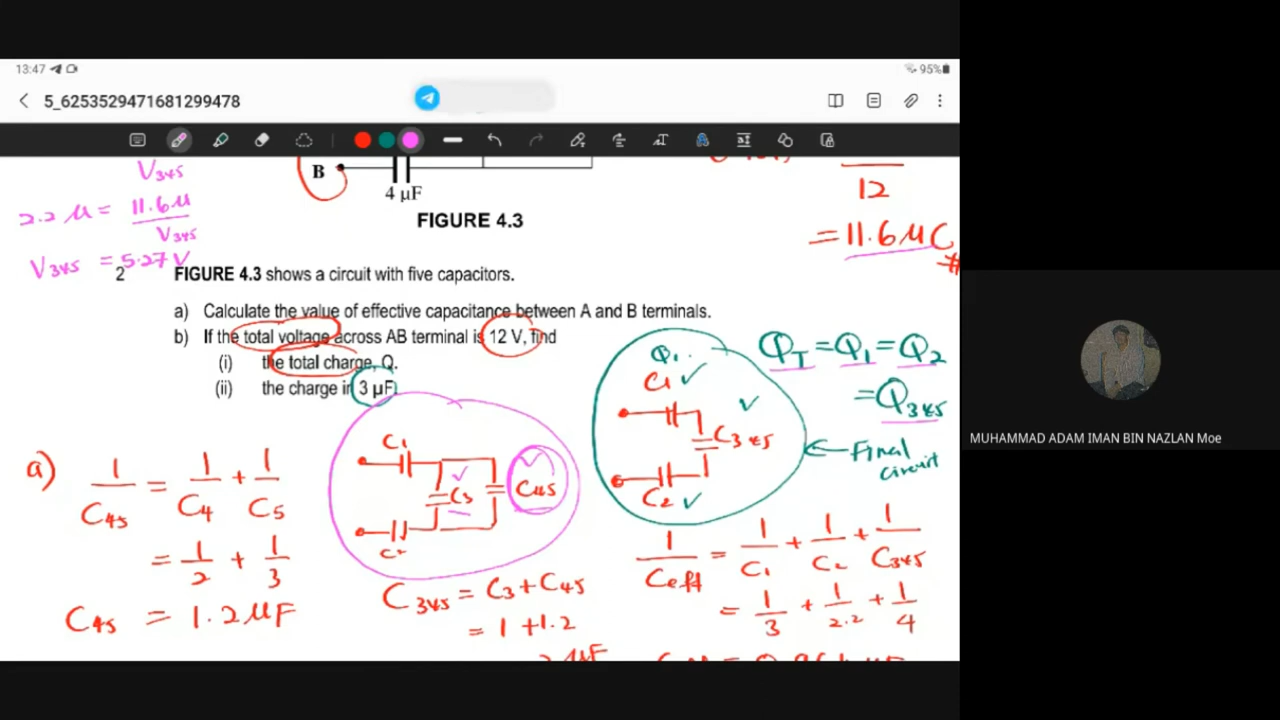 13:47
95%
5_6253529471681299478
V345
2.2 μ = 11.6μ
V345
V345 = 5.27 V
B
4 μF
FIGURE 4.3
12
= 11.6 μC
#
2 FIGURE 4.3 shows a circuit with five capacitors.
a) Calculate the value of effective capacitance between A and B terminals.
b) If the total voltage across AB terminal is 12 V, find
(i) the total charge, Q.
(ii) the charge in 3 μF.
Q1
C1 ✓
✓
C345
C2 ✓
QT = Q1 = Q2
= Q345
← Final
circuit
C1
✓
C3
C45
C2
a) 1/C45 = 1/C4 + 1/C5
= 1/2 + 1/3
C45 = 1.2 μF
C345 = C3 + C45
= 1 + 1.2
1/Ceff = 1/C1 + 1/C2 + 1/C345
= 1/3 + 1/2.2 + 1/4
MUHAMMAD ADAM IMAN BIN NAZLAN Moe